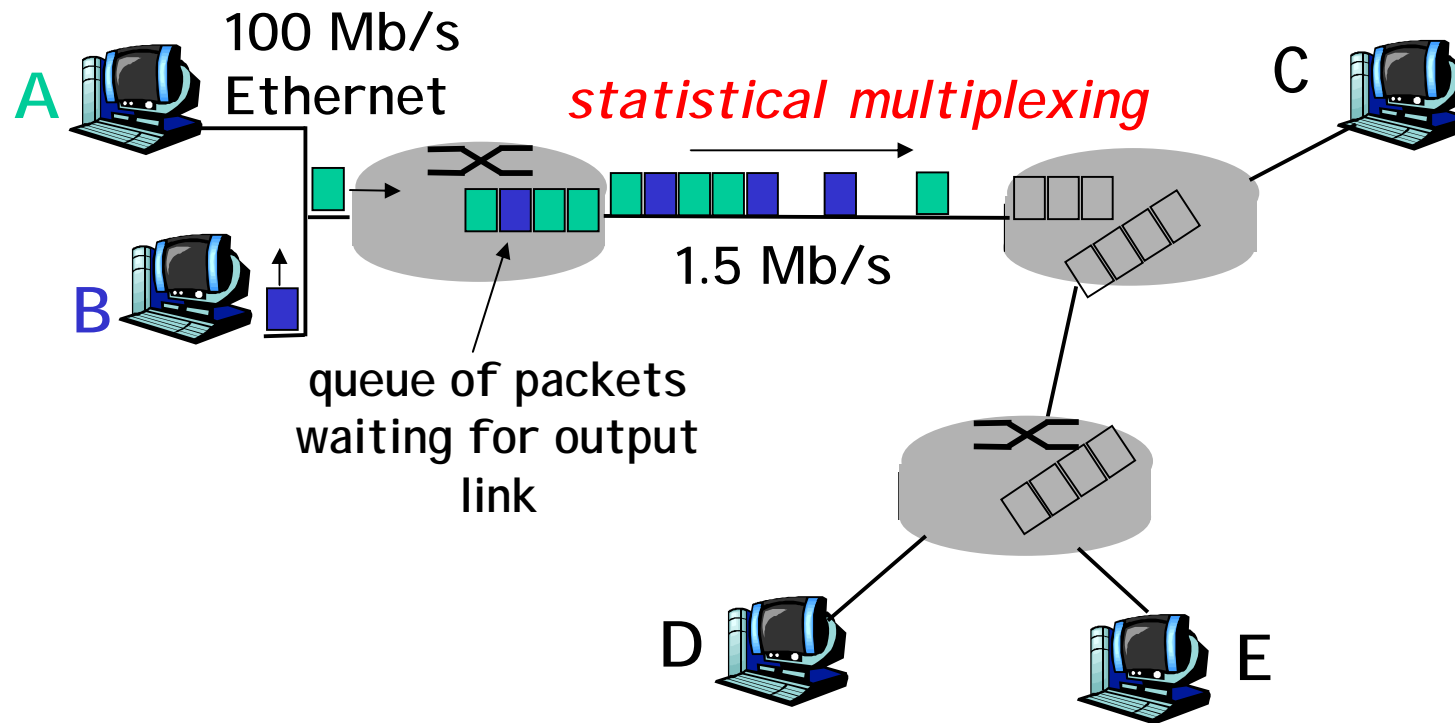 100 Mb/s
Ethernet
A
statistical multiplexing
C
B
1.5 Mb/s
queue of packets
waiting for output
link
D
E